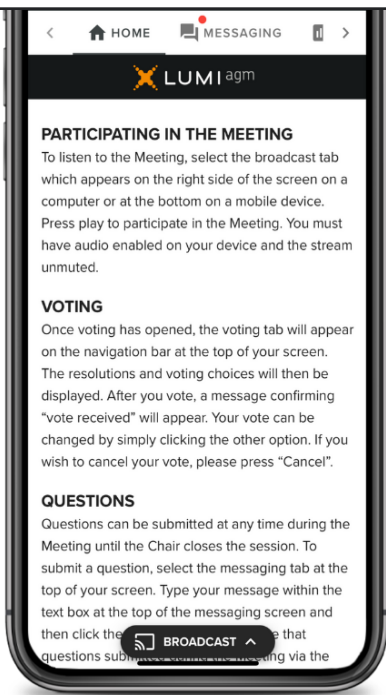 HOME MESSAGING
LUMI agm
PARTICIPATING IN THE MEETING
To listen to the Meeting, select the broadcast tab
which appears on the right side of the screen on a
computer or at the bottom on a mobile device.
Press play to participate in the Meeting. You must
have audio enabled on your device and the stream
unmuted.
VOTING
Once voting has opened, the voting tab will appear
on the navigation bar at the top of your screen.
The resolutions and voting choices will then be
displayed. After you vote, a message confirming
“vote received” will appear. Your vote can be
changed by simply clicking the other option. If you
wish to cancel your vote, please press “Cancel”.
QUESTIONS
Questions can be submitted at any time during the
Meeting until the Chair closes the session. To
submit a question, select the messaging tab at the
top of your screen. Type your message within the
text box at the top of the messaging screen and
then click the that
BROADCAST
questions during the Meeting via the